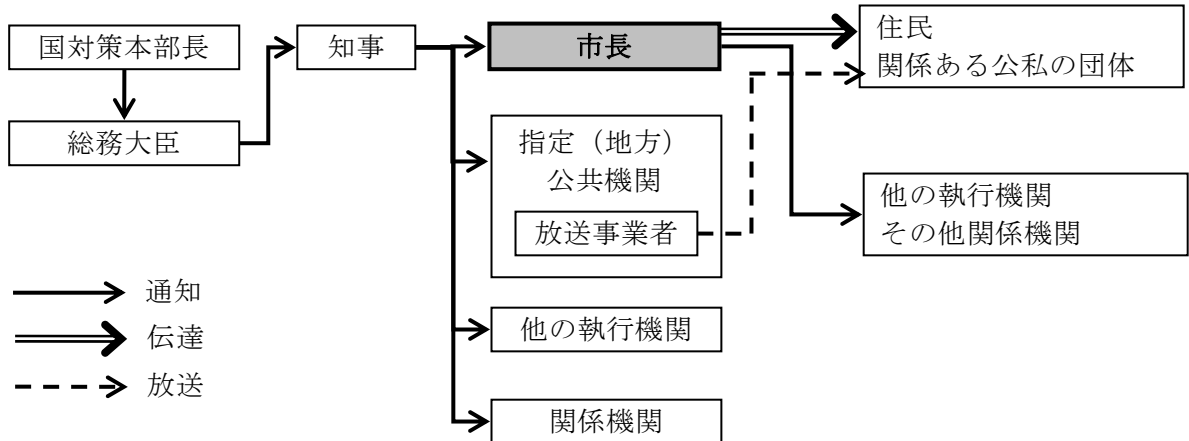 国対策本部長
総務大臣
知事
市長
指定（地方）
公共機関
放送事業者
他の執行機関
関係機関
住民
関係ある公私の団体
他の執行機関
その他関係機関
通知
伝達
放送